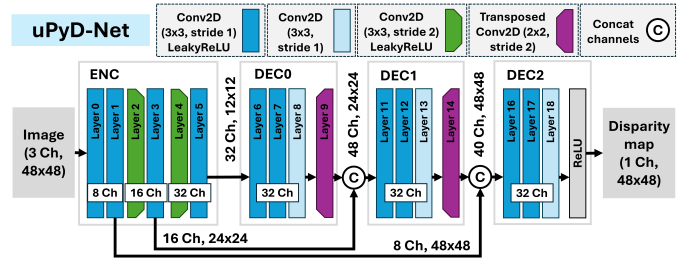 uPyD-Net
Conv2D
(3x3, stride 1)
LeakyReLU
Conv2D
(3x3,
stride 1)
Conv2D
(3x3, stride 2)
LeakyReLU
Transposed
Conv2D (2x2,
stride 2)
Concat
channels
C
ENC
DEC0
DEC1
DEC2
Image
(3 Ch,
48x48)
Layer 0
Layer 1
Layer 2
Layer 3
Layer 4
Layer 5
8 Ch
16 Ch
32 Ch
32 Ch, 12x12
Layer 6
Layer 7
Layer 8
Layer 9
32 Ch
48 Ch, 24x24
C
Layer 11
Layer 12
Layer 13
Layer 14
32 Ch
40 Ch, 48x48
C
Layer 16
Layer 17
Layer 18
ReLU
32 Ch
Disparity
map
(1 Ch,
48x48)
16 Ch, 24x24
8 Ch, 48x48